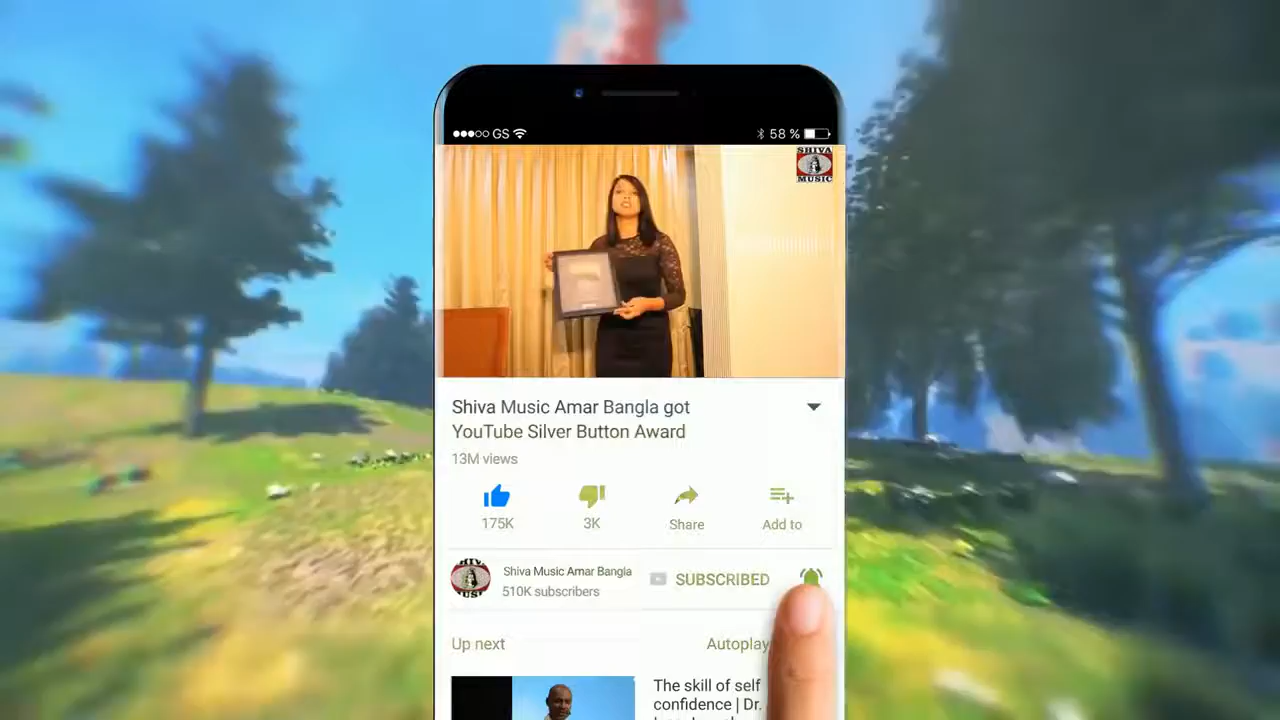 GS
58 %
SHIVA
MUSIC
Shiva Music Amar Bangla got
YouTube Silver Button Award
13M views
175K
3K
Share
Add to
Shiva Music Amar Bangla
510K subscribers
SUBSCRIBED
Up next
Autoplay
The skill of self
confidence | Dr.